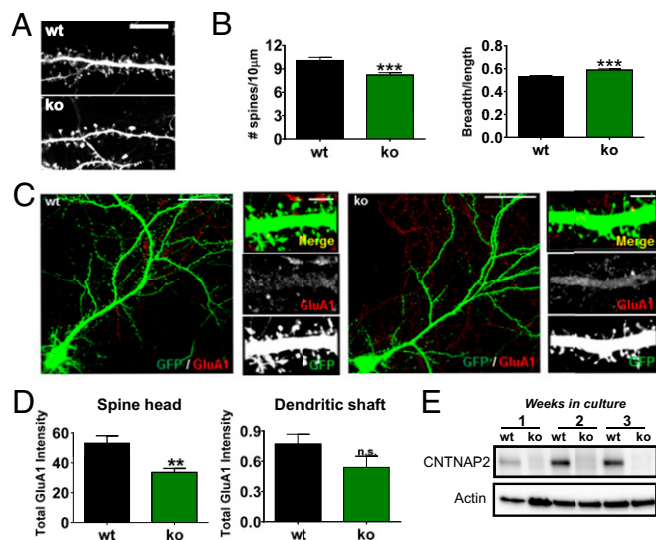 A
wt
ko
B
# spines/10μm
12
9
6
3
0
***
wt
ko
Breadth/length
0.8
0.6
0.4
0.2
0.0
***
wt
ko
C
wt
GFP / GluA1
Merge
GluA1
GFP
ko
GFP / GluA1
Merge
GluA1
GFP
D
Spine head
Total GluA1 Intensity
60
40
20
0
**
wt
ko
Dendritic shaft
Total GluA1 Intensity
0.9
0.6
0.3
0.0
n.s.
wt
ko
E
Weeks in culture
1 2 3
wt ko wt ko wt ko
CNTNAP2
Actin